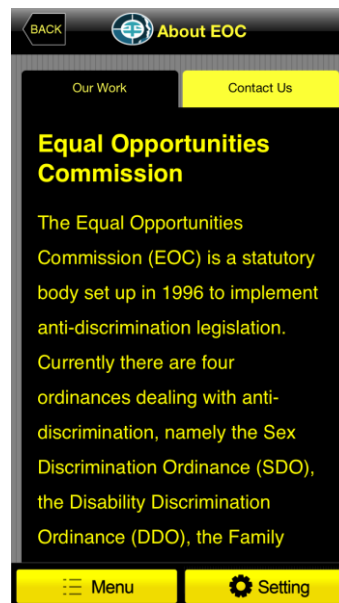 BACK
About EOC
Our Work
Contact Us
Equal Opportunities
Commission
The Equal Opportunities
Commission (EOC) is a statutory
body set up in 1996 to implement
anti-discrimination legislation.
Currently there are four
ordinances dealing with anti-
discrimination, namely the Sex
Discrimination Ordinance (SDO),
the Disability Discrimination
Ordinance (DDO), the Family
Menu
Setting